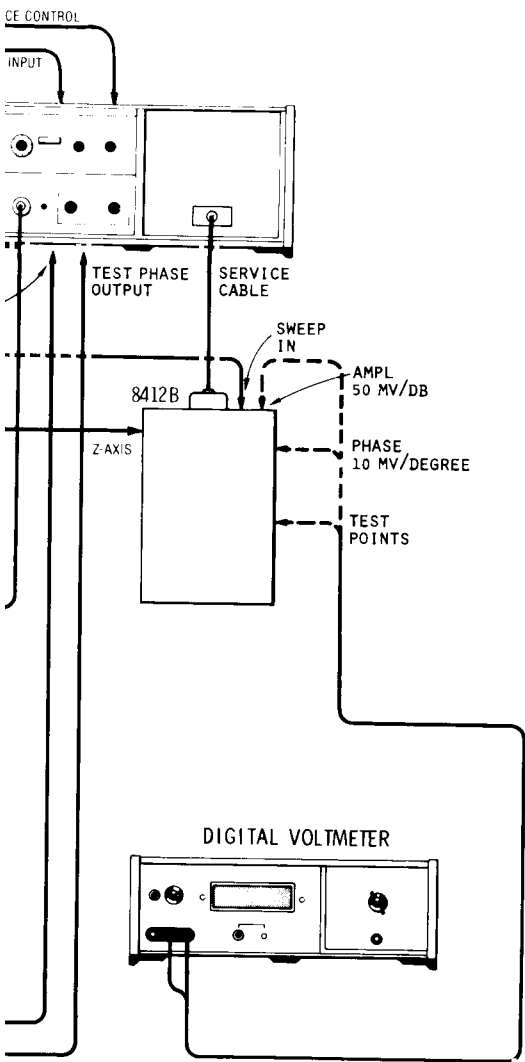 CE CONTROL
INPUT
TEST PHASE
OUTPUT
SERVICE
CABLE
SWEEP
IN
AMPL
50 MV/DB
8412B
Z-AXIS
PHASE
10 MV/DEGREE
TEST
POINTS
DIGITAL VOLTMETER